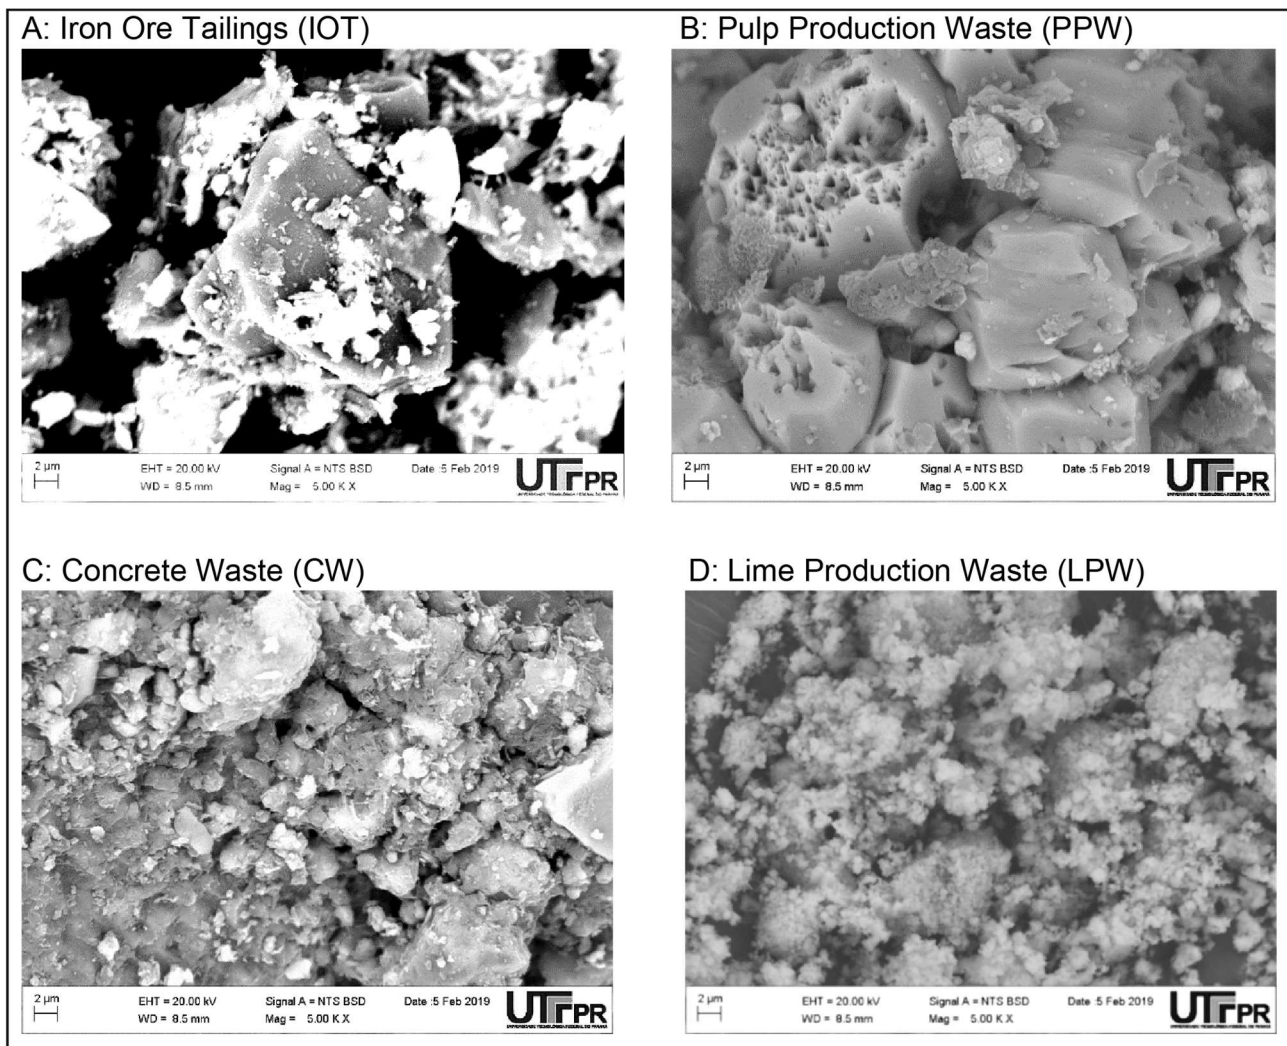 A: Iron Ore Tailings (IOT)
B: Pulp Production Waste (PPW)
2 µm
EHT = 20.00 kV
Signal A = NTS BSD
Date :5 Feb 2019
WD = 8.5 mm
Mag = 5.00 K X
UTFPR
2 µm
EHT = 20.00 kV
Signal A = NTS BSD
Date :5 Feb 2019
WD = 8.5 mm
Mag = 5.00 K X
UTFPR
C: Concrete Waste (CW)
D: Lime Production Waste (LPW)
2 µm
EHT = 20.00 kV
Signal A = NTS BSD
Date :5 Feb 2019
WD = 8.5 mm
Mag = 5.00 K X
UTFPR
2 µm
EHT = 20.00 kV
Signal A = NTS BSD
Date :5 Feb 2019
WD = 8.5 mm
Mag = 5.00 K X
UTFPR